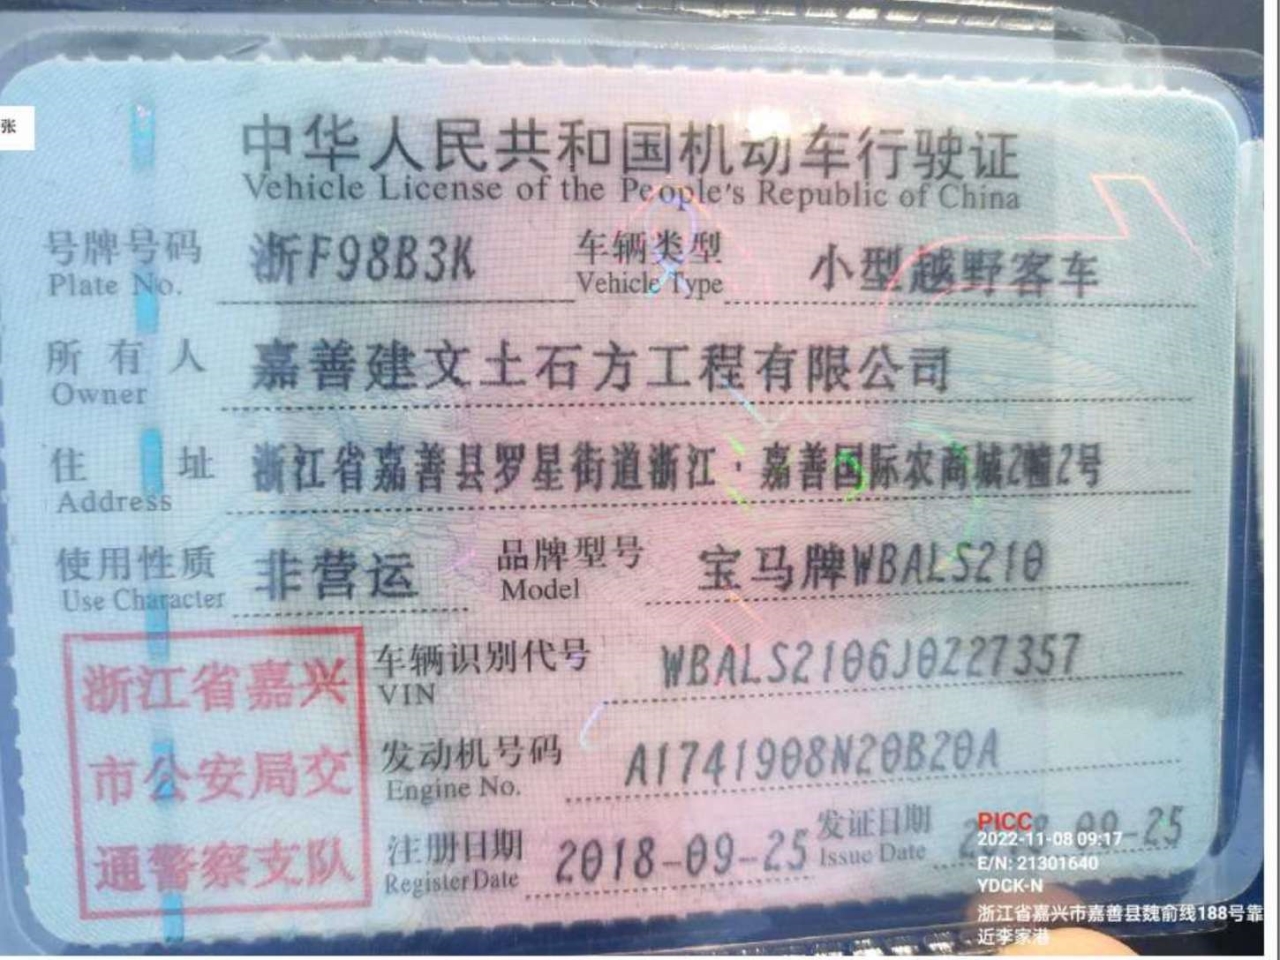 张
中华人民共和国机动车行驶证
Vehicle License of the People's Republic of China
号牌号码 浙F98B3K 车辆类型 小型越野客车
Plate No. Vehicle Type
所有人 嘉善建文土石方工程有限公司
Owner
住址 浙江省嘉善县罗星街道浙江·嘉善国际农商城2幢2号
Address
使用性质 非营运 品牌型号 宝马牌WBALS210
Use Character Model
浙江省嘉兴
市公安局交
通警察支队
车辆识别代号 WBALS2106J0Z27357
VIN
发动机号码 A1741908N20B20A
Engine No.
注册日期 2018-09-25 发证日期 09-25
Register Date Issue Date
PICC
2022-11-08 09:17
E/N: 21301640
YDCK-N
浙江省嘉兴市嘉善县魏俞线188号靠
近李家港